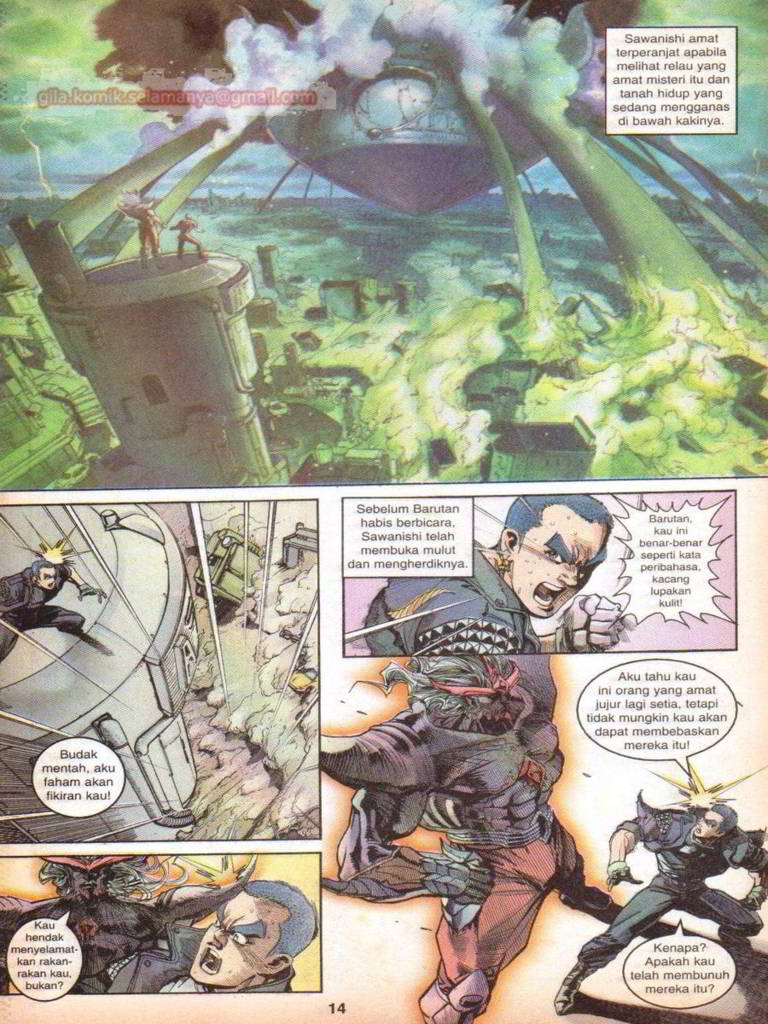 Sawanishi amat
terperanjat apabila
melihat relau yang
amat misteri itu dan
tanah hidup yang
sedang mengganas
di bawah kakinya.
gila.komik.selamanya@gmail.com
Budak
mentah, aku
faham akan
fikiran kau!
Kau
hendak
menyelamat-
kan rakan-
rakan kau,
bukan?
Sebelum Barutan
habis berbicara,
Sawanishi telah
membuka mulut
dan mengherdiknya.
Barutan,
kau ini
benar-benar
seperti kata
peribahasa,
kacang
lupakan
kulit!
Aku tahu kau
ini orang yang amat
jujur lagi setia, tetapi
tidak mungkin kau akan
dapat membebaskan
mereka itu!
Kenapa?
Apakah kau
telah membunuh
mereka itu?
14